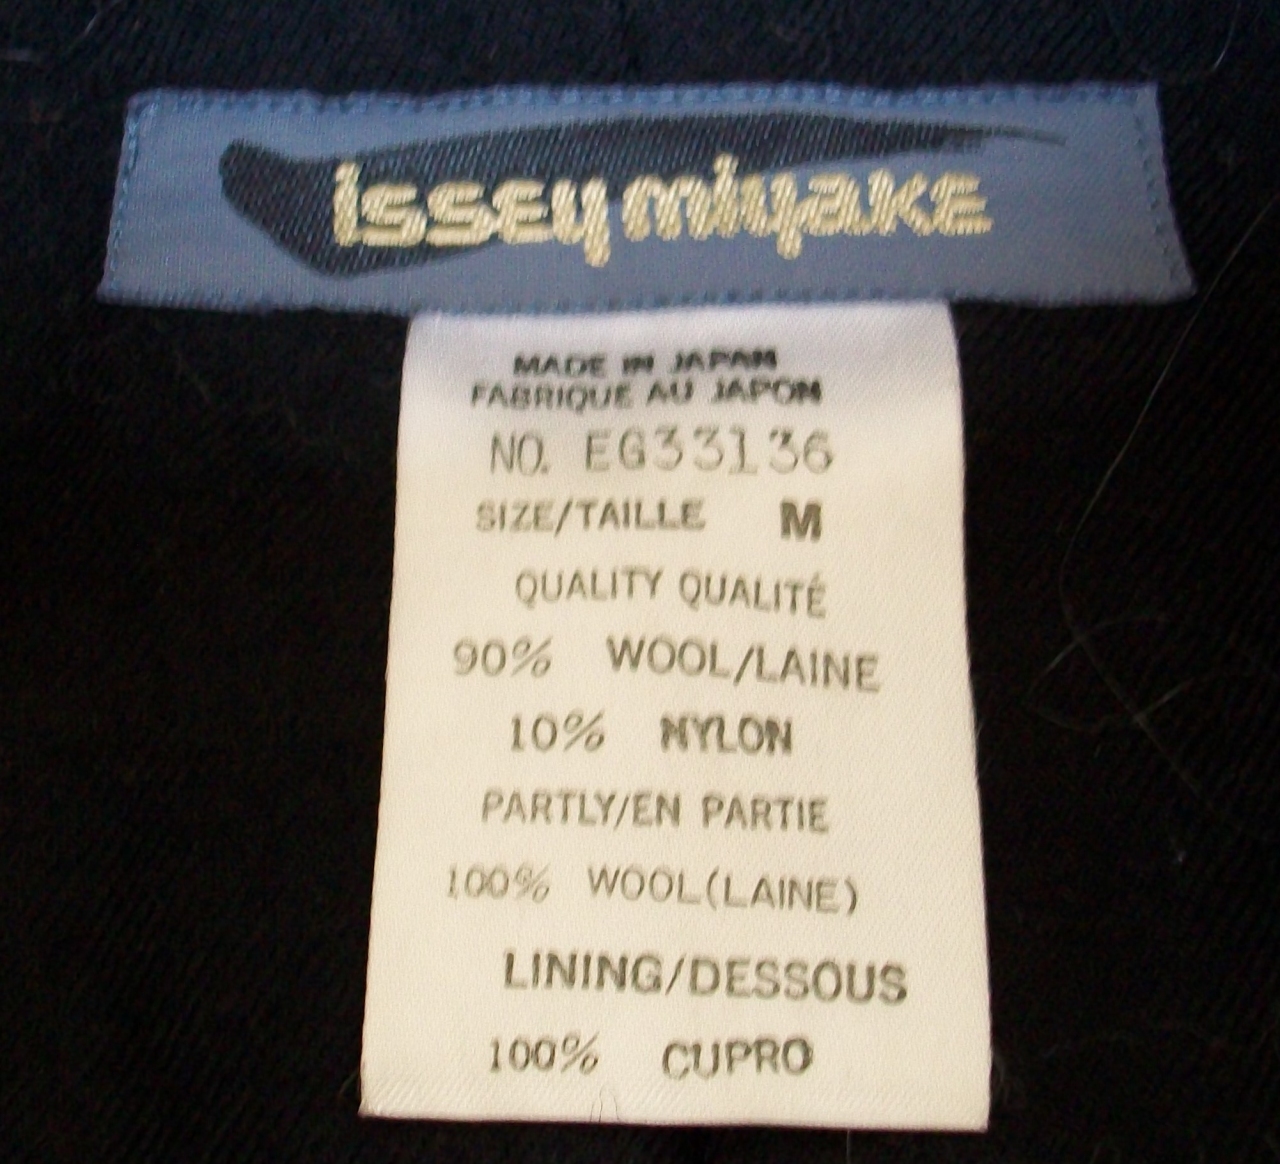 issey miyake
MADE IN JAPAN
FABRIQUE AU JAPON
NO. EG33136
SIZE/TAILLE M
QUALITY QUALITÉ
90% WOOL/LAINE
10% NYLON
PARTLY/EN PARTIE
100% WOOL(LAINE)
LINING/DESSOUS
100% CUPRO